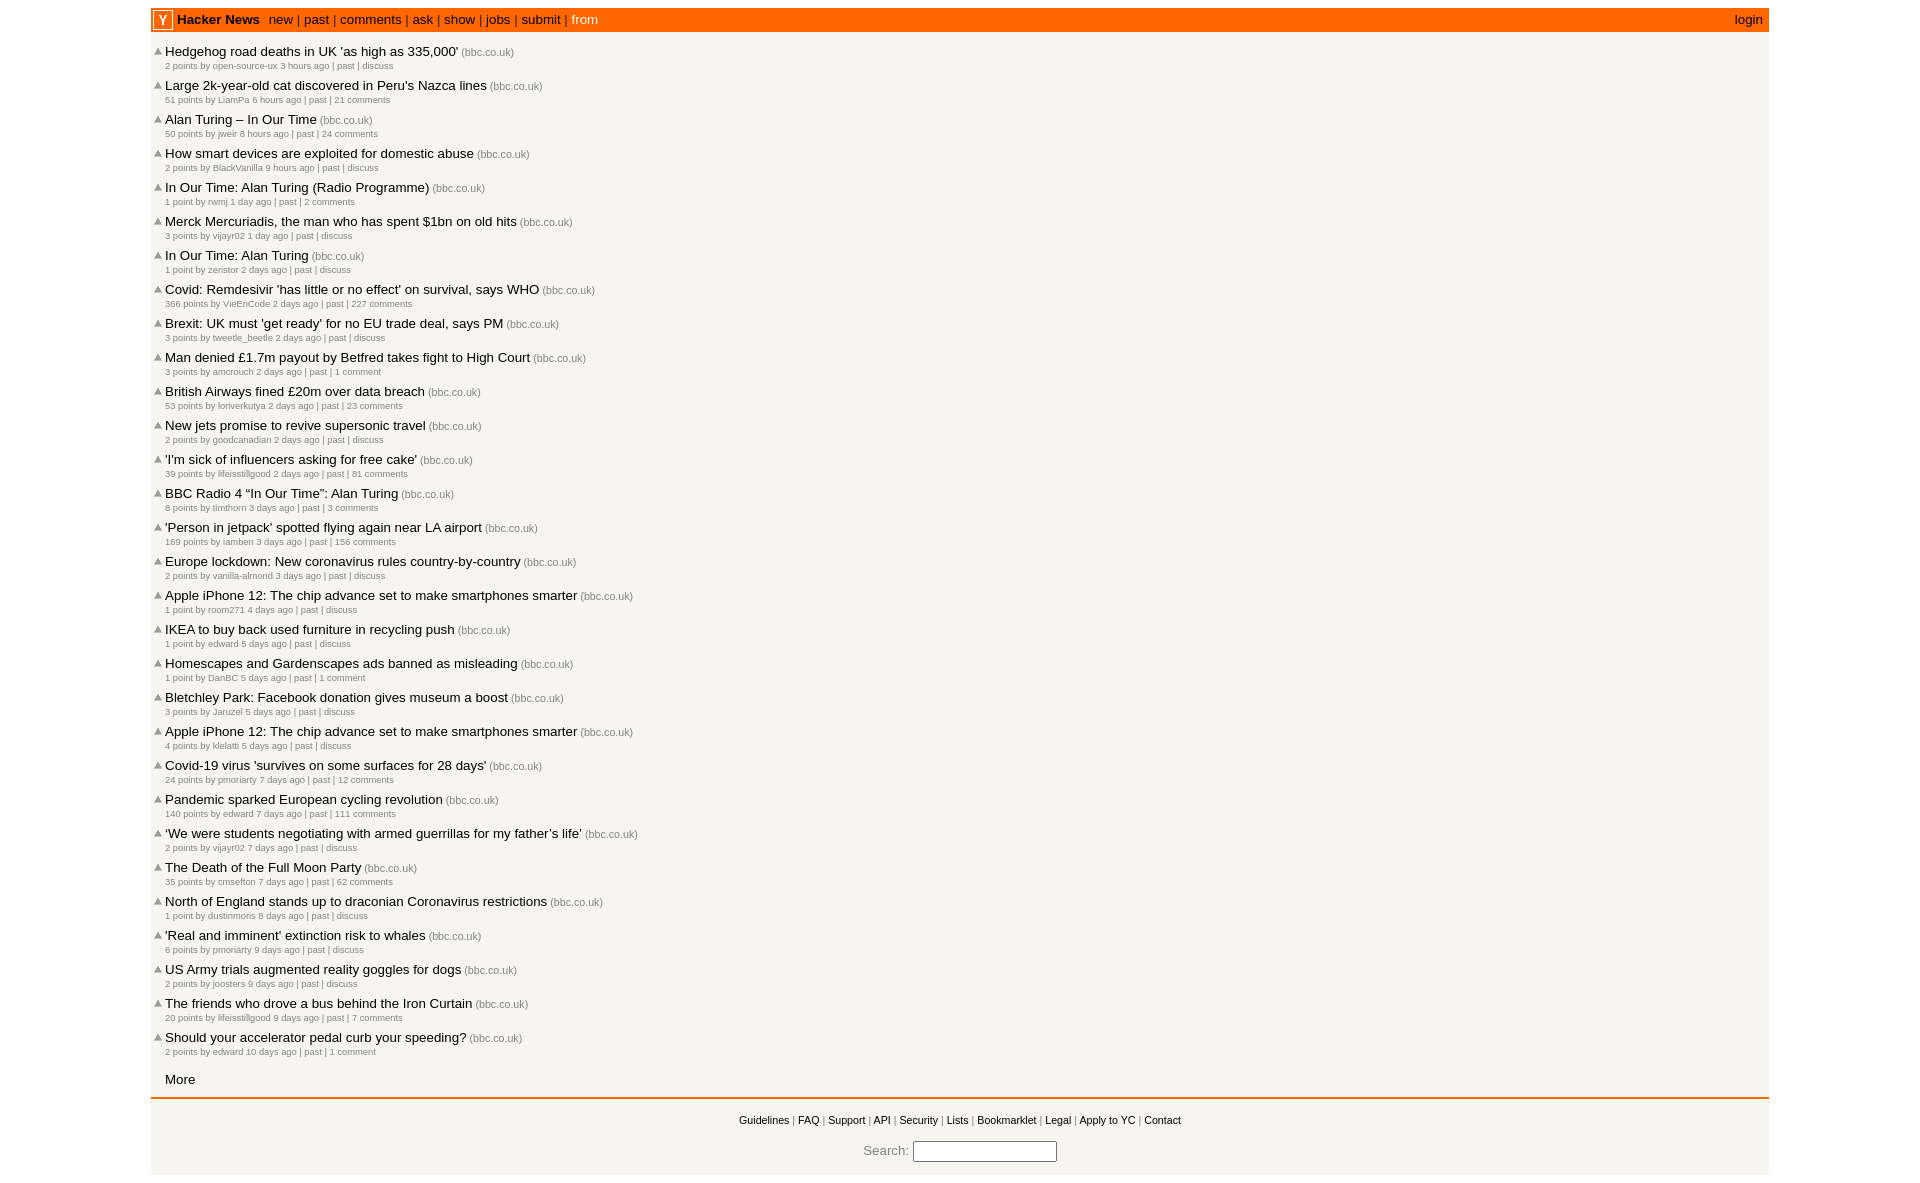 Y Hacker News new | past | comments | ask | show | jobs | submit | from login
Hedgehog road deaths in UK 'as high as 335,000' (bbc.co.uk)
2 points by open-source-ux 3 hours ago | past | discuss
Large 2k-year-old cat discovered in Peru's Nazca lines (bbc.co.uk)
51 points by LiamPa 6 hours ago | past | 21 comments
Alan Turing – In Our Time (bbc.co.uk)
50 points by jweir 8 hours ago | past | 24 comments
How smart devices are exploited for domestic abuse (bbc.co.uk)
2 points by BlackVanilla 9 hours ago | past | discuss
In Our Time: Alan Turing (Radio Programme) (bbc.co.uk)
1 point by rwmj 1 day ago | past | 2 comments
Merck Mercuriadis, the man who has spent $1bn on old hits (bbc.co.uk)
3 points by vijayr02 1 day ago | past | discuss
In Our Time: Alan Turing (bbc.co.uk)
1 point by zeristor 2 days ago | past | discuss
Covid: Remdesivir 'has little or no effect' on survival, says WHO (bbc.co.uk)
366 points by VieEnCode 2 days ago | past | 227 comments
Brexit: UK must 'get ready' for no EU trade deal, says PM (bbc.co.uk)
3 points by tweetle_beetle 2 days ago | past | discuss
Man denied £1.7m payout by Betfred takes fight to High Court (bbc.co.uk)
3 points by amcrouch 2 days ago | past | 1 comment
British Airways fined £20m over data breach (bbc.co.uk)
53 points by loriverkutya 2 days ago | past | 23 comments
New jets promise to revive supersonic travel (bbc.co.uk)
2 points by goodcanadian 2 days ago | past | discuss
'I'm sick of influencers asking for free cake' (bbc.co.uk)
39 points by lifeisstillgood 2 days ago | past | 81 comments
BBC Radio 4 “In Our Time”: Alan Turing (bbc.co.uk)
8 points by timthorn 3 days ago | past | 3 comments
'Person in jetpack' spotted flying again near LA airport (bbc.co.uk)
169 points by iamben 3 days ago | past | 156 comments
Europe lockdown: New coronavirus rules country-by-country (bbc.co.uk)
2 points by vanilla-almond 3 days ago | past | discuss
Apple iPhone 12: The chip advance set to make smartphones smarter (bbc.co.uk)
1 point by room271 4 days ago | past | discuss
IKEA to buy back used furniture in recycling push (bbc.co.uk)
1 point by edward 5 days ago | past | discuss
Homescapes and Gardenscapes ads banned as misleading (bbc.co.uk)
1 point by DanBC 5 days ago | past | 1 comment
Bletchley Park: Facebook donation gives museum a boost (bbc.co.uk)
3 points by Jaruzel 5 days ago | past | discuss
Apple iPhone 12: The chip advance set to make smartphones smarter (bbc.co.uk)
4 points by klelatti 5 days ago | past | discuss
Covid-19 virus 'survives on some surfaces for 28 days' (bbc.co.uk)
24 points by pmoriarty 7 days ago | past | 12 comments
Pandemic sparked European cycling revolution (bbc.co.uk)
140 points by edward 7 days ago | past | 111 comments
‘We were students negotiating with armed guerrillas for my father’s life’ (bbc.co.uk)
2 points by vijayr02 7 days ago | past | discuss
The Death of the Full Moon Party (bbc.co.uk)
35 points by cmsefton 7 days ago | past | 62 comments
North of England stands up to draconian Coronavirus restrictions (bbc.co.uk)
1 point by dustinmoris 8 days ago | past | discuss
'Real and imminent' extinction risk to whales (bbc.co.uk)
6 points by pmoriarty 9 days ago | past | discuss
US Army trials augmented reality goggles for dogs (bbc.co.uk)
2 points by joosters 9 days ago | past | discuss
The friends who drove a bus behind the Iron Curtain (bbc.co.uk)
20 points by lifeisstillgood 9 days ago | past | 7 comments
Should your accelerator pedal curb your speeding? (bbc.co.uk)
2 points by edward 10 days ago | past | 1 comment
More
Guidelines | FAQ | Support | API | Security | Lists | Bookmarklet | Legal | Apply to YC | Contact
Search: